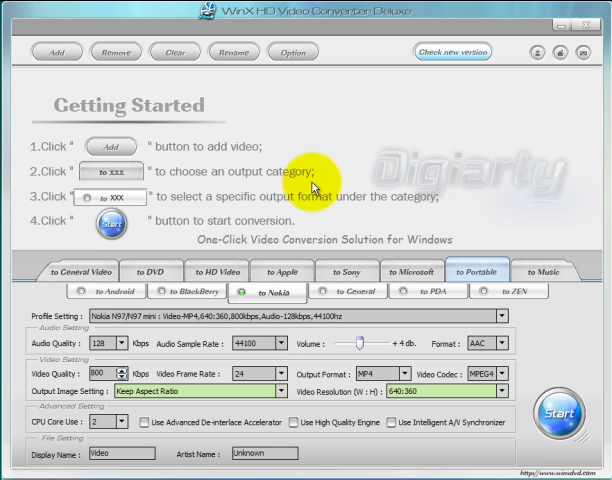 WinX HD Video Converter Deluxe
Add Remove Clear Rename Option Check new version
Getting Started
1.Click " Add " button to add video;
2.Click " to xxx " to choose an output category;
3.Click " to XXX " to select a specific output format under the category;
4.Click " Start " button to start conversion.
Digiarty
One-Click Video Conversion Solution for Windows
to General Video to DVD to HD Video to Apple to Sony to Microsoft to Portable to Music
to Android to BlackBerry to Nokia to General to PDA to ZEN
Profile Setting : Nokia N97/N97 mini : Video-MP4,640:360,800kbps,Audio-128kbps,44100hz
Audio Setting
Audio Quality : 128 Kbps Audio Sample Rate : 44100 Volume : + 4 db. Format : AAC
Video Setting
Video Quality : 800 Kbps Video Frame Rate : 24 Output Format : MP4 Video Codec : MPEG4
Output Image Setting : Keep Aspect Ratio Video Resolution (W : H) : 640:360
Advanced Setting
CPU Core Use : 2 Use Advanced De-interlace Accelerator Use High Quality Engine Use Intelligent A/V Synchronizer
Start
File Setting
Display Name : Video Artist Name : Unknown
http://www.winxdvd.com